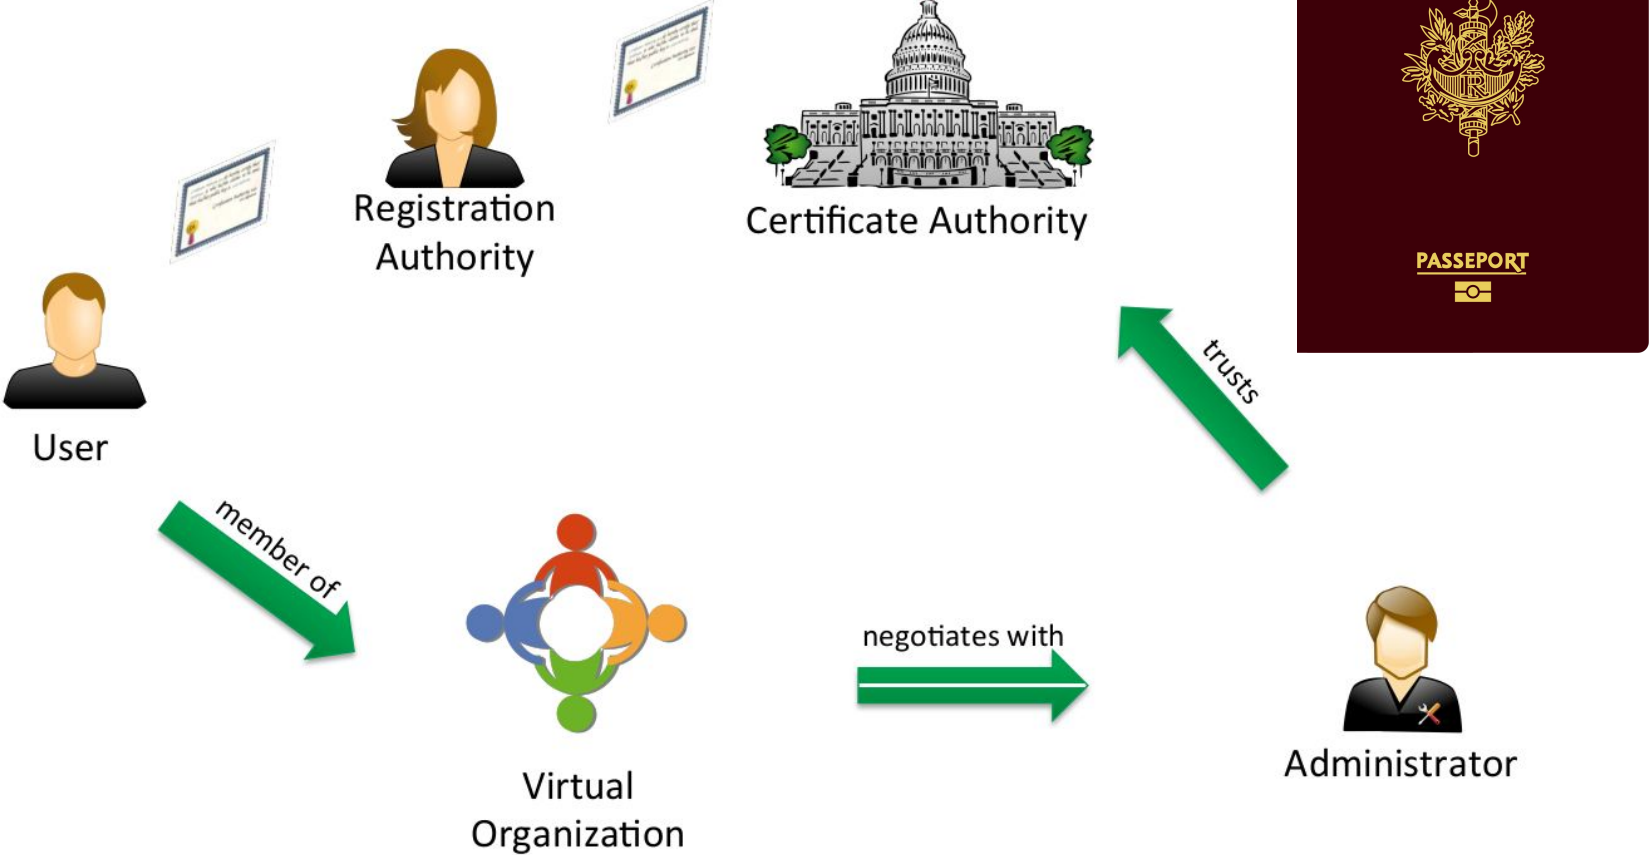 Registration
Authority
Certificate Authority
PASSEPORT
User
trusts
member of
negotiates with
Virtual
Organization
Administrator